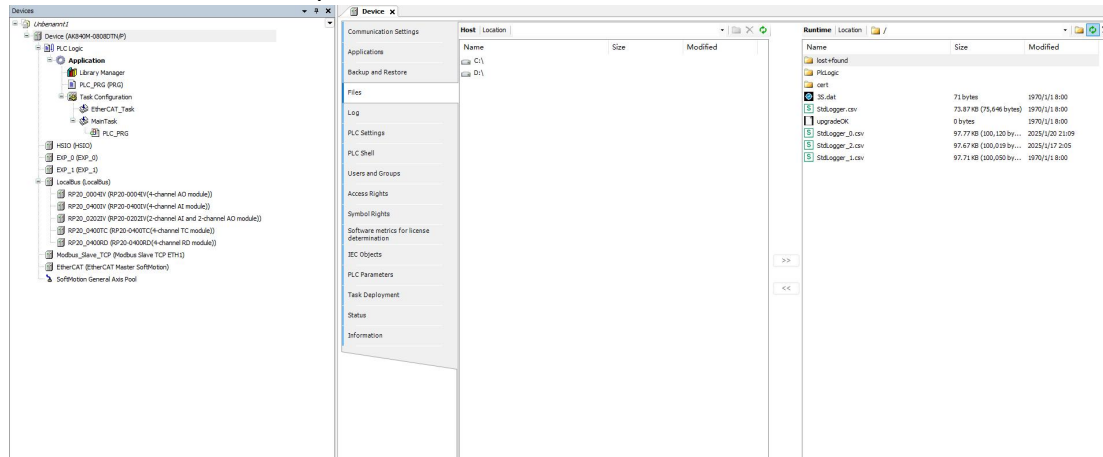 Devices
Unbenannt1
Device (AK840M-0808DTN/P)
PLC Logic
Application
Library Manager
PLC_PRG (PRG)
Task Configuration
EtherCAT_Task
MainTask
PLC_PRG
HSIO (HSIO)
EXP_0 (EXP_0)
EXP_1 (EXP_1)
LocalBus (LocalBus)
RP20_0004IV (RP20-0004IV(4-channel AO module))
RP20_0400IV (RP20-0400IV(4-channel AI module))
RP20_0202IV (RP20-0202IV(2-channel AI and 2-channel AO module))
RP20_0400TC (RP20-0400TC(4-channel TC module))
RP20_0400RD (RP20-0400RD(4-channel RD module))
Modbus_Slave_TCP (Modbus Slave TCP ETH1)
EtherCAT (EtherCAT Master SoftMotion)
SoftMotion General Axis Pool
Device
Communication Settings
Applications
Backup and Restore
Files
Log
PLC Settings
PLC Shell
Users and Groups
Access Rights
Symbol Rights
Software metrics for license
determination
IEC Objects
PLC Parameters
Task Deployment
Status
Information
Host Location
Name Size Modified
C:\
D:\
>>
<<
Runtime Location /
Name Size Modified
lost+found
PlcLogic
cert
3S.dat 71 bytes 1970/1/1 8:00
StdLogger.csv 73.87 KB (75,646 bytes) 1970/1/1 8:00
upgradeOK 0 bytes 1970/1/1 8:00
StdLogger_0.csv 97.77 KB (100,120 by... 2025/1/20 21:09
StdLogger_2.csv 97.67 KB (100,019 by... 2025/1/17 2:05
StdLogger_1.csv 97.71 KB (100,050 by... 1970/1/1 8:00